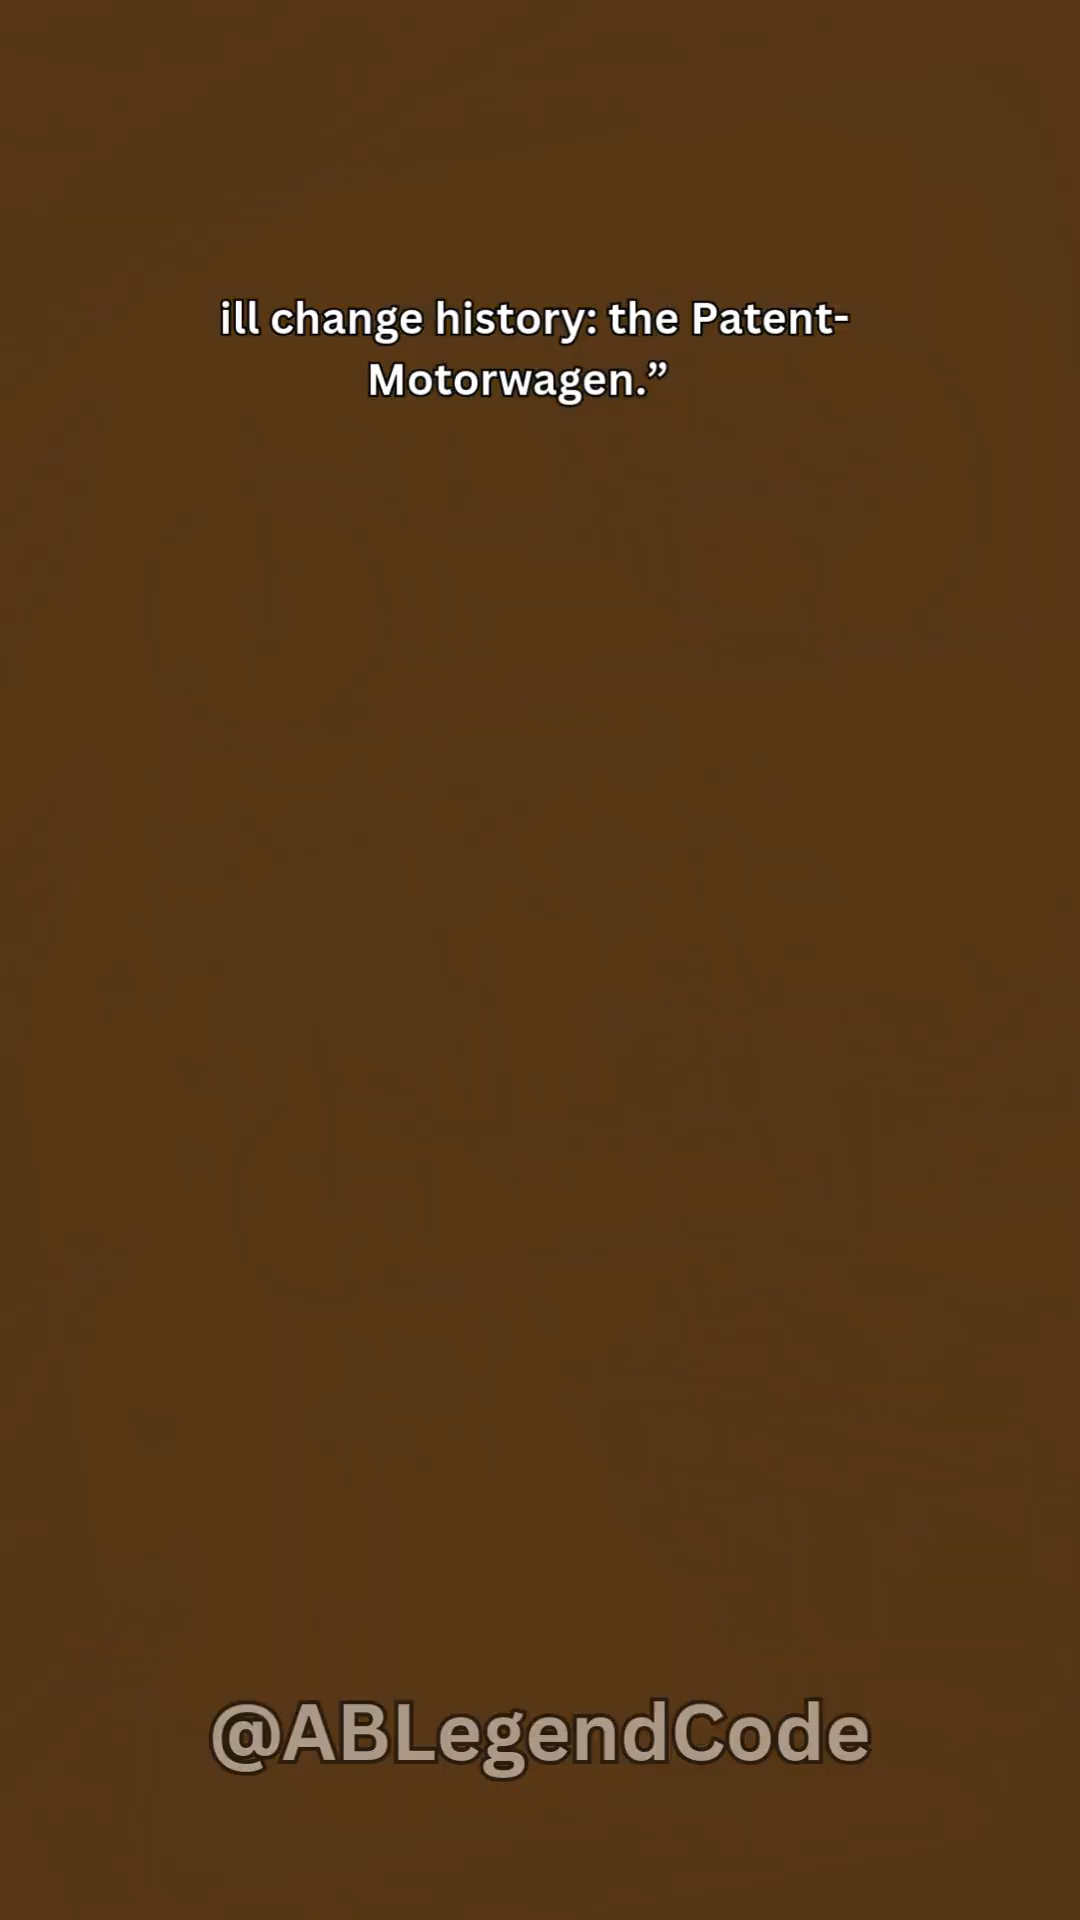 ill change history: the Patent-
Motorwagen.”
@ABLegendCode